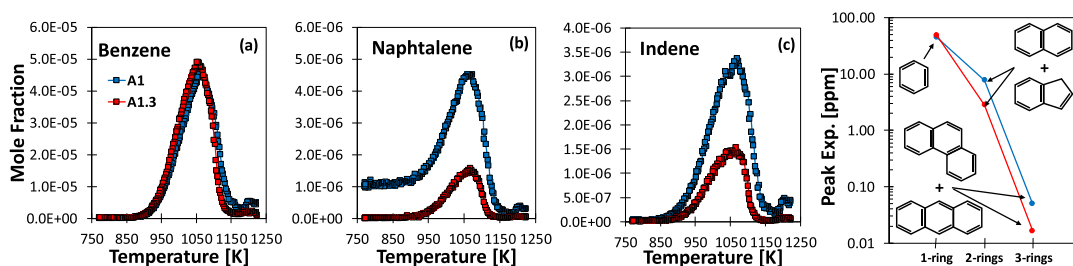 Mole Fraction
6.0E-05
5.0E-05
4.0E-05
3.0E-05
2.0E-05
1.0E-05
0.0E+00
Benzene
(a)
A1
A1.3
750 850 950 1050 1150 1250
Temperature [K]
5.0E-06
4.0E-06
3.0E-06
2.0E-06
1.0E-06
0.0E+00
Naphtalene
(b)
750 850 950 1050 1150 1250
Temperature [K]
4.0E-06
3.5E-06
3.0E-06
2.5E-06
2.0E-06
1.5E-06
1.0E-06
5.0E-07
0.0E+00
Indene
(c)
750 850 950 1050 1150 1250
Temperature [K]
Peak Exp. [ppm]
100.00
10.00
1.00
0.10
0.01
+
+
1-ring 2-rings 3-rings